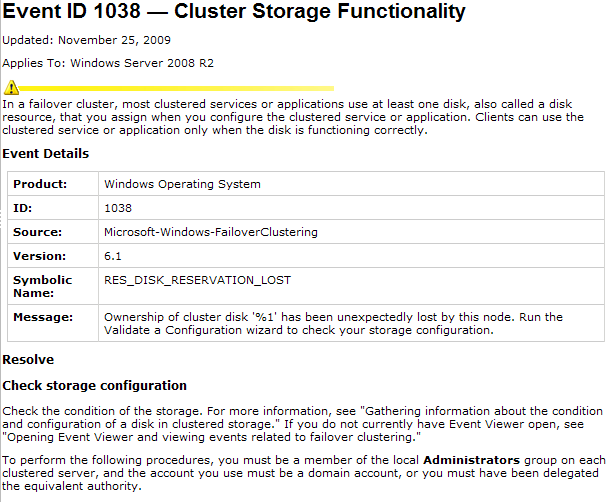 Event ID 1038 — Cluster Storage Functionality
Updated: November 25, 2009
Applies To: Windows Server 2008 R2
In a failover cluster, most clustered services or applications use at least one disk, also called a disk
resource, that you assign when you configure the clustered service or application. Clients can use the
clustered service or application only when the disk is functioning correctly.
Event Details
Product: Windows Operating System
ID: 1038
Source: Microsoft-Windows-FailoverClustering
Version: 6.1
Symbolic RES_DISK_RESERVATION_LOST
Name:
Message: Ownership of cluster disk '%1' has been unexpectedly lost by this node. Run the
Validate a Configuration wizard to check your storage configuration.
Resolve
Check storage configuration
Check the condition of the storage. For more information, see "Gathering information about the condition
and configuration of a disk in clustered storage." If you do not currently have Event Viewer open, see
"Opening Event Viewer and viewing events related to failover clustering."
To perform the following procedures, you must be a member of the local Administrators group on each
clustered server, and the account you use must be a domain account, or you must have been delegated
the equivalent authority.